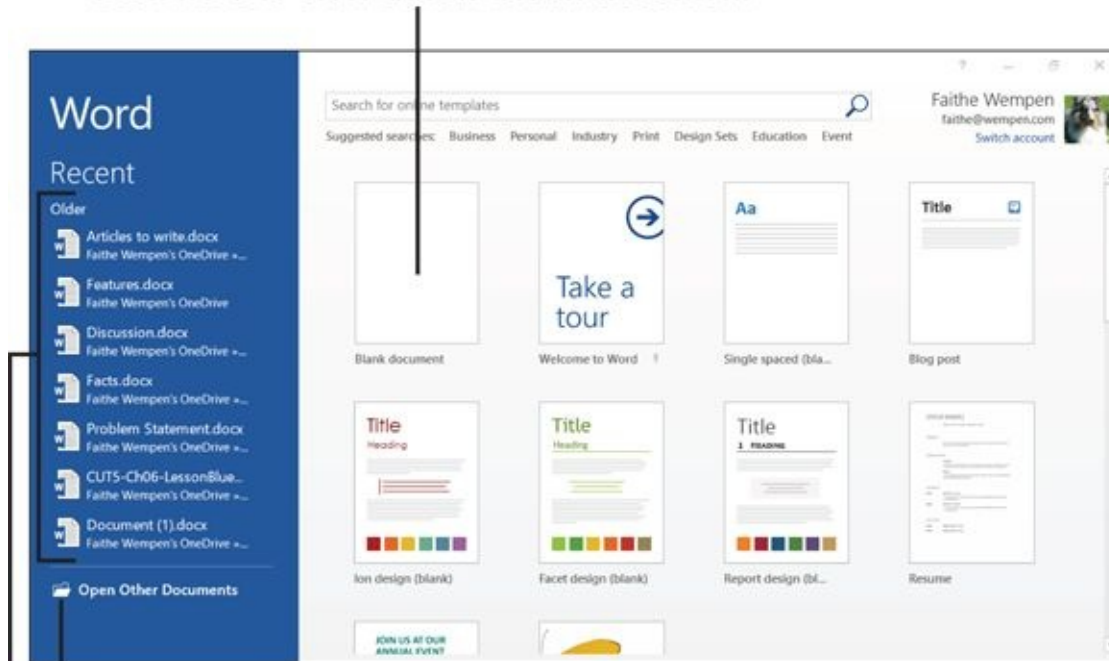 Word
Recent
Older
Articles to write.docx
Faithe Wempen's OneDrive »...
Features.docx
Faithe Wempen's OneDrive
Discussion.docx
Faithe Wempen's OneDrive »...
Facts.docx
Faithe Wempen's OneDrive »...
Problem Statement.docx
Faithe Wempen's OneDrive »...
CUTS-Ch06-LessonBlue...
Faithe Wempen's OneDrive »...
Document (1).docx
Faithe Wempen's OneDrive »...
Open Other Documents
Search for online templates
Suggested searches: Business Personal Industry Print Design Sets Education Event
?
Faithe Wempen
faithe@wempen.com
Switch account
Take a
tour
Aa
Title
Blank document
Welcome to Word
Single spaced (bla...
Blog post
Title
Heading
Title
Heading
Title
1 HEADING
Ion design (blank)
Facet design (blank)
Report design (bl...
Resume
JOIN US AT OUR
ANNUAL EVENT